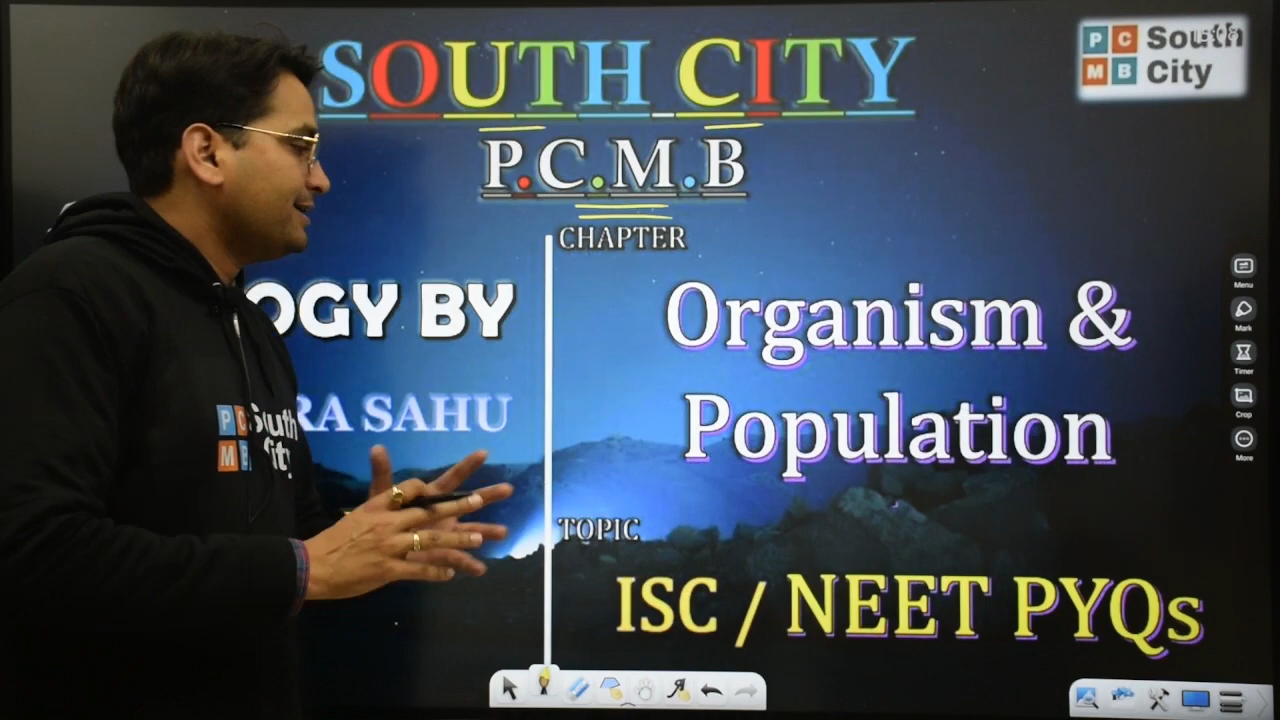 SOUTH CITY
P.C.M.B
CHAPTER
OGY BY
RA SAHU
Organism &
Population
TOPIC
ISC / NEET PYQs
P C
M B
South
City
Menu
Mark
Timer
Crop
More
P C
M B
South
City